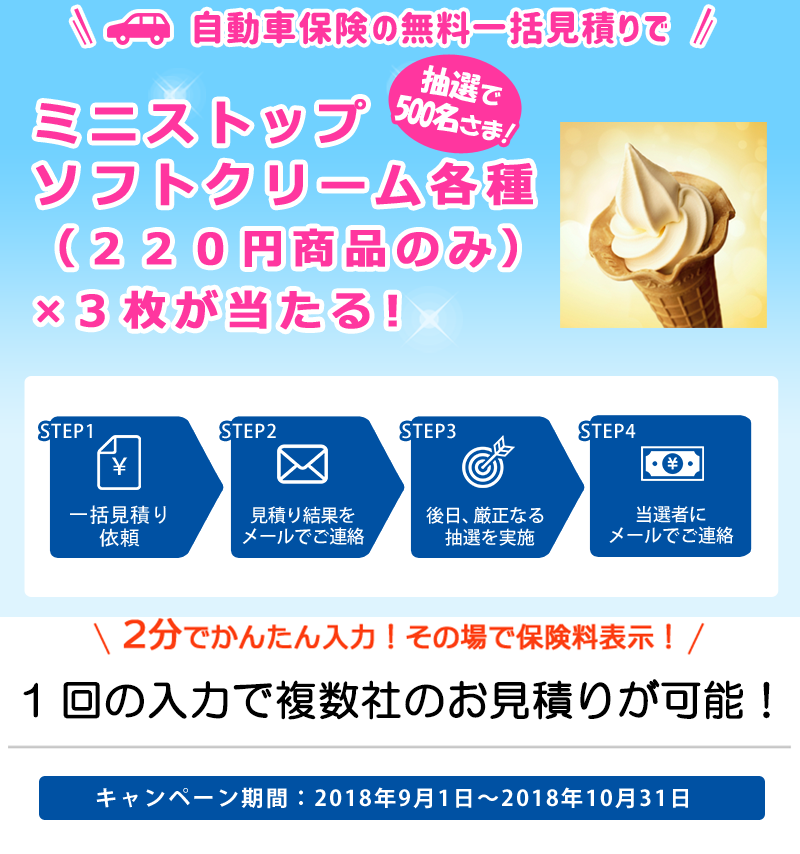 自動車保険の無料一括見積りで
抽選で
500名さま!
ミニストップ
ソフトクリーム各種
（２２０円商品のみ）
×３枚が当たる!
STEP1
¥
一括見積り
依頼
STEP2
見積り結果を
メールでご連絡
STEP3
後日、厳正なる
抽選を実施
STEP4
¥
当選者に
メールでご連絡
2分でかんたん入力！その場で保険料表示！
1回の入力で複数社のお見積りが可能！
キャンペーン期間：2018年9月1日〜2018年10月31日